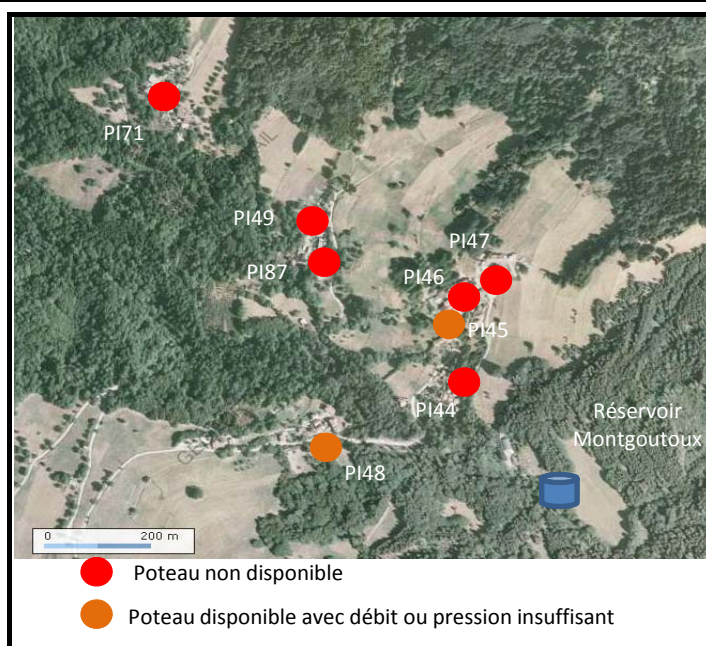 PI71
PI49
PI47
PI87
PI46
PI45
PI44
Réservoir
Montgoutoux
PI48
0 200 m
Poteau non disponible
Poteau disponible avec débit ou pression insuffisant